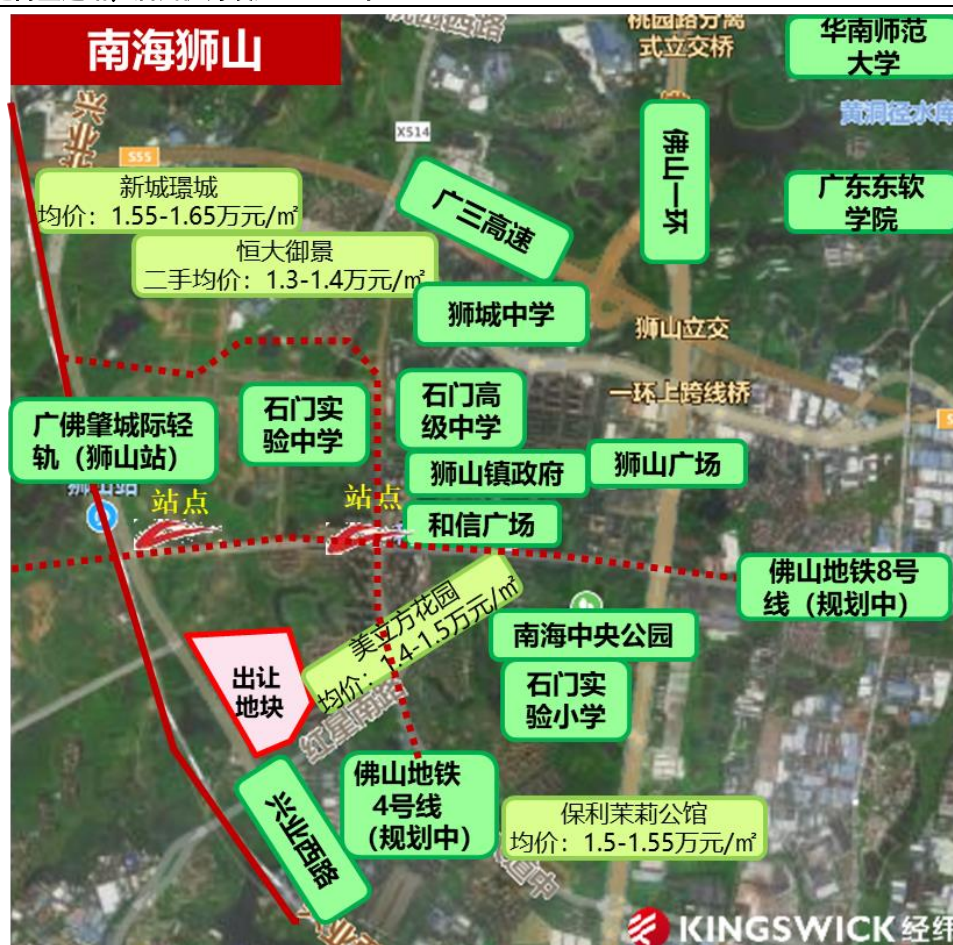 南海狮山
桃园路分离
式立交桥
华南师范
大学
黄洞径水库
X514
S55
佛山一环
新城璟城
均价：1.55-1.65万元/㎡
广三高速
广东东软
学院
恒大御景
二手均价：1.3-1.4万元/㎡
狮城中学
狮山立交
一环上跨线桥
石门实
验中学
石门高
级中学
广佛肇城际轻
轨（狮山站）
狮山镇政府
狮山广场
狮山站
站点
站点
和信广场
佛山地铁8号
线（规划中）
美立方花园
均价：1.4-1.5万元/㎡
南海中央公园
出让
地块
石门实
验小学
红星南路
佛山地铁
4号线
（规划中）
兴业西路
保利茉莉公馆
均价：1.5-1.55万元/㎡
KINGSWICK 经纬